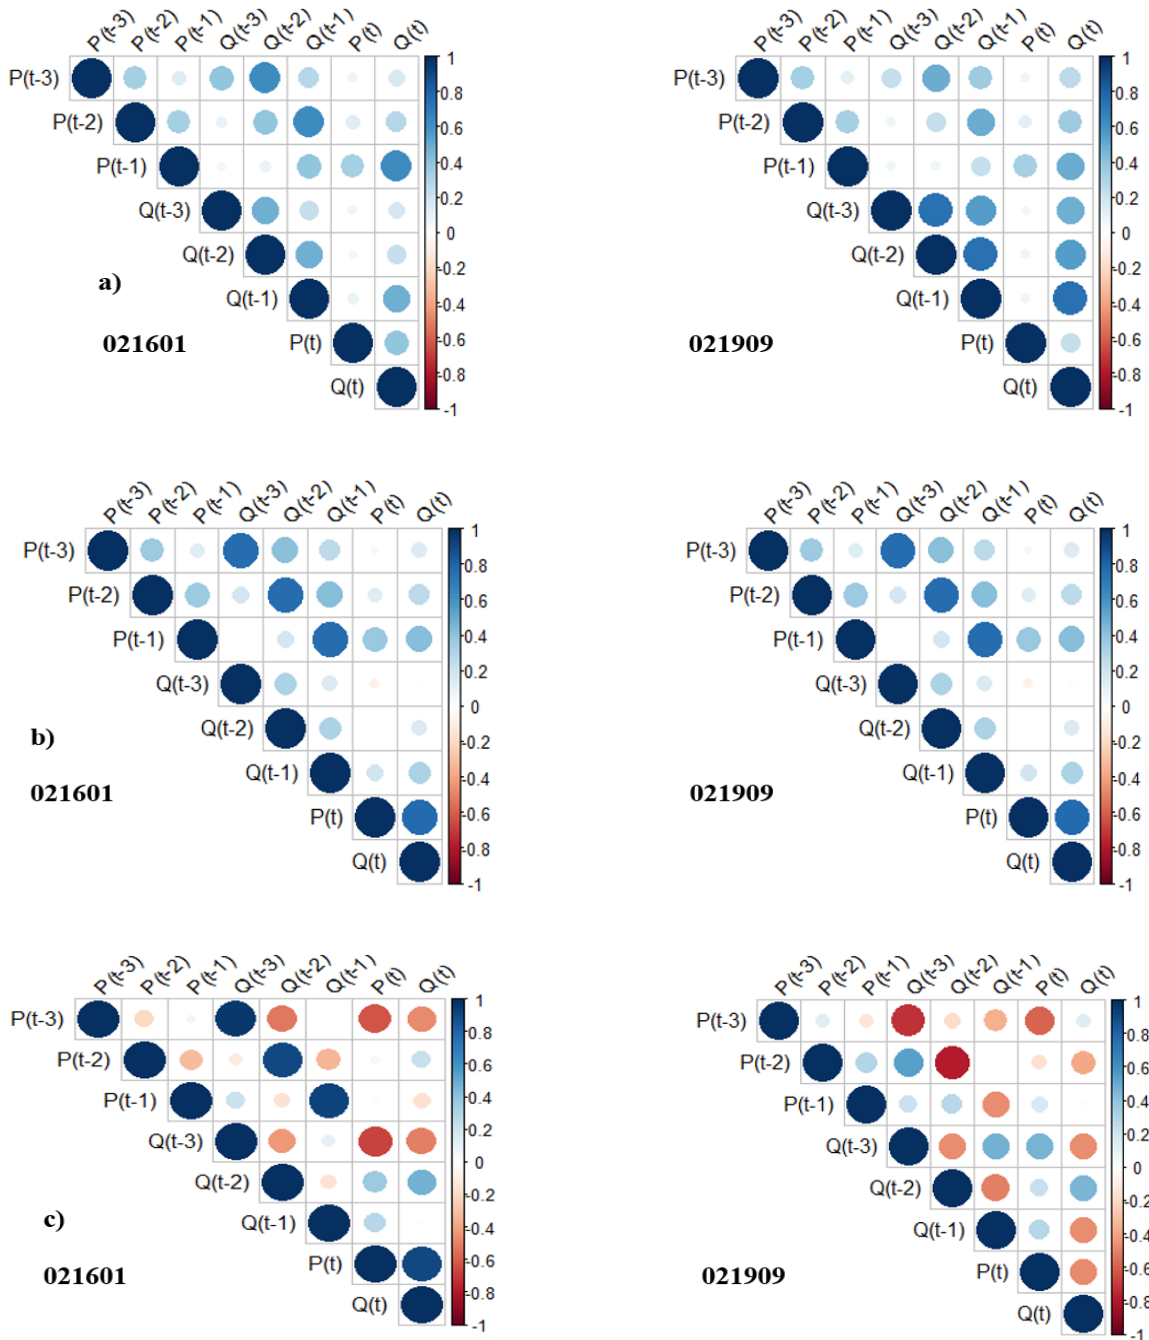 P(t-3) P(t-2) P(t-1) Q(t-3) Q(t-2) Q(t-1) P(t) Q(t)
P(t-3)
P(t-2)
P(t-1)
Q(t-3)
Q(t-2)
Q(t-1)
P(t)
Q(t)
1
0.8
0.6
0.4
0.2
0
-0.2
-0.4
-0.6
-0.8
-1
a)
021601
P(t-3) P(t-2) P(t-1) Q(t-3) Q(t-2) Q(t-1) P(t) Q(t)
P(t-3)
P(t-2)
P(t-1)
Q(t-3)
Q(t-2)
Q(t-1)
P(t)
Q(t)
1
0.8
0.6
0.4
0.2
0
-0.2
-0.4
-0.6
-0.8
-1
021909
P(t-3) P(t-2) P(t-1) Q(t-3) Q(t-2) Q(t-1) P(t) Q(t)
P(t-3)
P(t-2)
P(t-1)
Q(t-3)
Q(t-2)
Q(t-1)
P(t)
Q(t)
1
0.8
0.6
0.4
0.2
0
-0.2
-0.4
-0.6
-0.8
-1
b)
021601
P(t-3) P(t-2) P(t-1) Q(t-3) Q(t-2) Q(t-1) P(t) Q(t)
P(t-3)
P(t-2)
P(t-1)
Q(t-3)
Q(t-2)
Q(t-1)
P(t)
Q(t)
1
0.8
0.6
0.4
0.2
0
-0.2
-0.4
-0.6
-0.8
-1
021909
P(t-3) P(t-2) P(t-1) Q(t-3) Q(t-2) Q(t-1) P(t) Q(t)
P(t-3)
P(t-2)
P(t-1)
Q(t-3)
Q(t-2)
Q(t-1)
P(t)
Q(t)
1
0.8
0.6
0.4
0.2
0
-0.2
-0.4
-0.6
-0.8
-1
c)
021601
P(t-3) P(t-2) P(t-1) Q(t-3) Q(t-2) Q(t-1) P(t) Q(t)
P(t-3)
P(t-2)
P(t-1)
Q(t-3)
Q(t-2)
Q(t-1)
P(t)
Q(t)
1
0.8
0.6
0.4
0.2
0
-0.2
-0.4
-0.6
-0.8
-1
021909